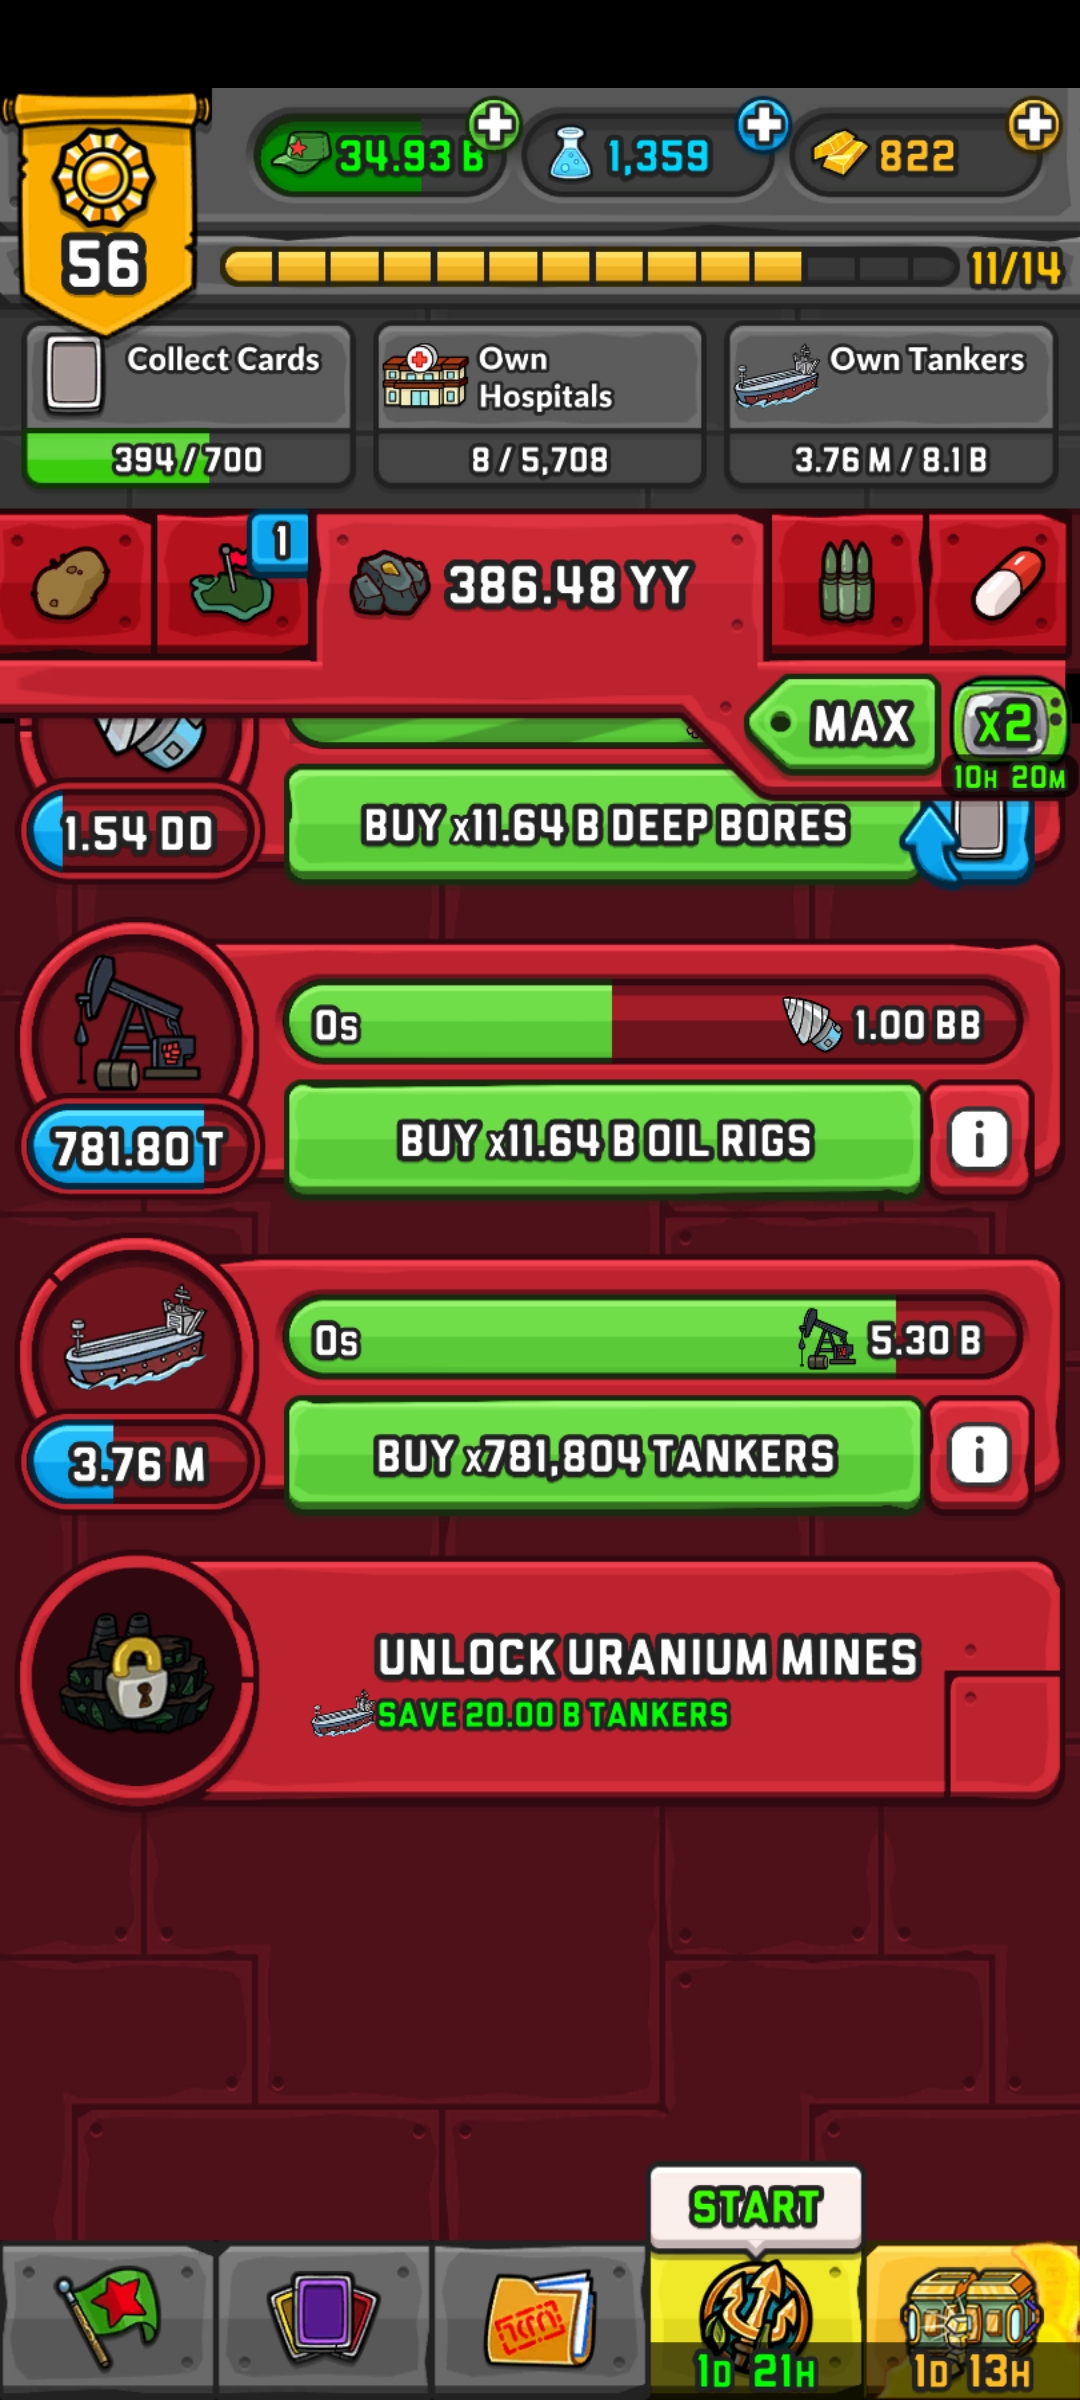 34.93 B
1,359
822
56
11/14
Collect Cards
394/700
Own
Hospitals
8/5,708
Own Tankers
3.76 M/8.1 B
1
386.48 YY
MAX
x2
10H 20M
1.54 DD
BUY x11.64 B DEEP BORES
0s
1.00 BB
781.80 T
BUY x11.64 B OIL RIGS
i
0s
5.30 B
3.76 M
BUY x781,804 TANKERS
i
UNLOCK URANIUM MINES
SAVE 20.00 B TANKERS
START
1D 21H
1D 13H